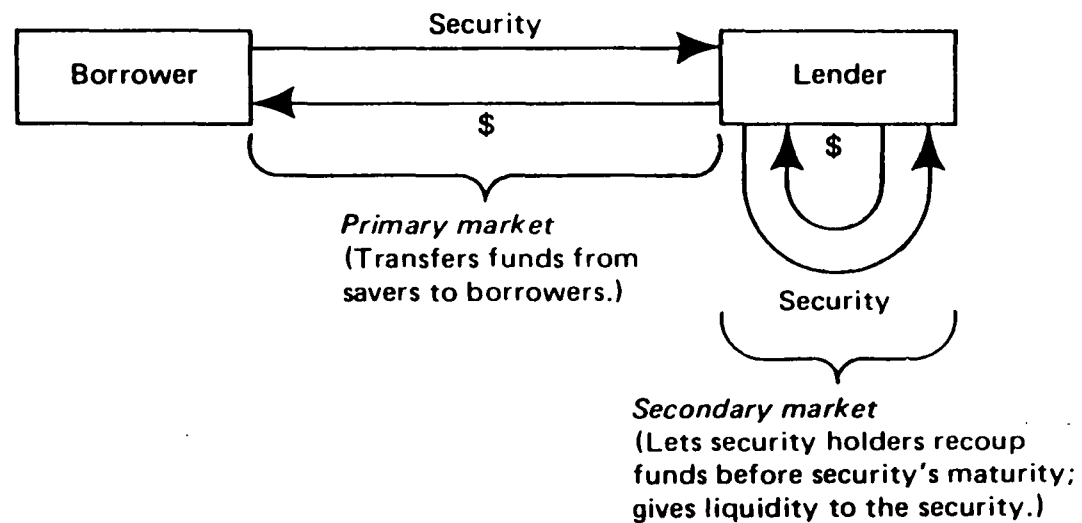 Security
Borrower
Lender
$
$
Primary market
(Transfers funds from
savers to borrowers.)
Security
Secondary market
(Lets security holders recoup
funds before security's maturity;
gives liquidity to the security.)